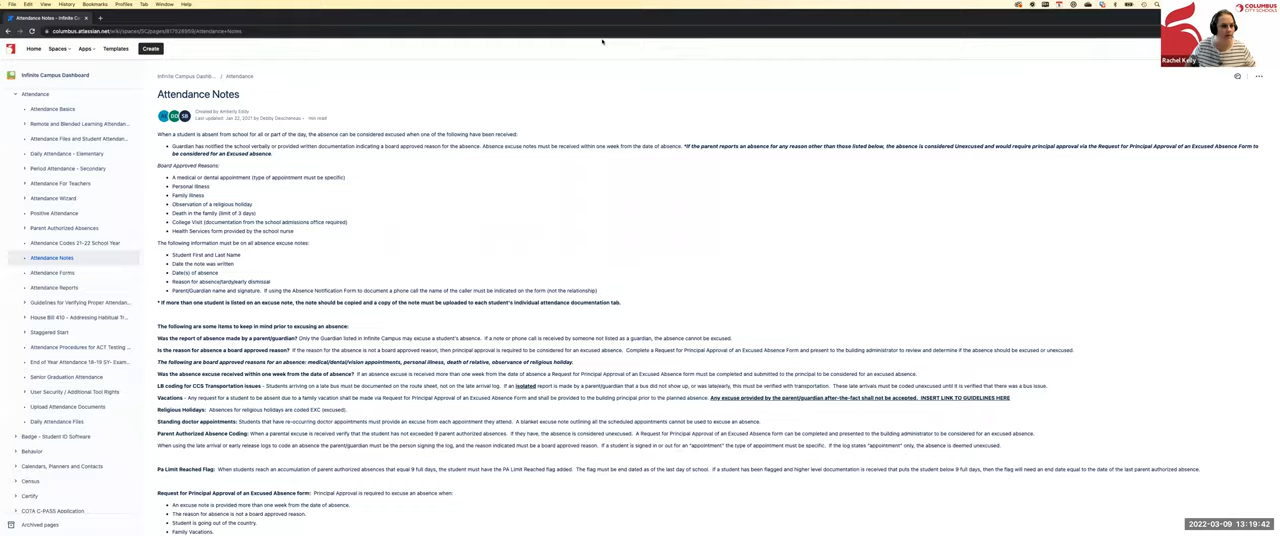 File Edit View History Bookmarks Profiles Tab Window Help
Attendance Notes - Infinite Ca
columbus.atlassian.net/wiki/spaces/SC/pages/817928959/Attendance+Notes
Home Spaces Apps Templates Create
COLUMBUS
CITY SCHOOLS
Rachel Kelly
Infinite Campus Dashboard
Attendance
Attendance Basics
Remote and Blended Learning Attendan...
Attendance Files and Student Attendan...
Daily Attendance - Elementary
Period Attendance - Secondary
Attendance For Teachers
Attendance Wizard
Positive Attendance
Parent Authorized Absences
Attendance Codes 21-22 School Year
Attendance Notes
Attendance Forms
Attendance Reports
Guidelines for Verifying Proper Attendan...
House Bill 410 - Addressing Habitual Tr...
Staggered Start
Attendance Procedures for ACT Testing ...
End of Year Attendance 18-19 SY- Exam...
Senior Graduation Attendance
User Security / Additional Tool Rights
Upload Attendance Documents
Daily Attendance Files
Badge - Student ID Software
Behavior
Calendars, Planners and Contacts
Census
Certify
COTA C-PASS Application
Archived pages
Infinite Campus Dashb... / Attendance
Attendance Notes
DD SB
Created by Amberly Eddy
Last updated: Jan 22, 2021 by Debby Descheneau • min read
When a student is absent from school for all or part of the day, the absence can be considered excused when one of the following have been received:
• Guardian has notified the school verbally or provided written documentation indicating a board approved reason for the absence. Absence excuse notes must be received within one week from the date of absence. *If the parent reports an absence for any reason other than those listed below, the absence is considered Unexcused and would require principal approval via the Request for Principal Approval of an Excused Absence Form to
be considered for an Excused absence.
Board Approved Reasons:
• A medical or dental appointment (type of appointment must be specific)
• Personal Illness
• Family Illness
• Observation of a religious holiday
• Death in the family (limit of 3 days)
• College Visit (documentation from the school admissions office required)
• Health Services form provided by the school nurse
The following information must be on all absence excuse notes:
• Student First and Last Name
• Date the note was written
• Date(s) of absence
• Reason for absence/tardy/early dismissal
• Parent/Guardian name and signature. If using the Absence Notification Form to document a phone call the name of the caller must be indicated on the form (not the relationship)
* If more than one student is listed on an excuse note, the note should be copied and a copy of the note must be uploaded to each student's individual attendance documentation tab.
The following are some items to keep in mind prior to excusing an absence:
Was the report of absence made by a parent/guardian? Only the Guardian listed in Infinite Campus may excuse a student's absence. If a note or phone call is received by someone not listed as a guardian, the absence cannot be excused.
Is the reason for absence a board approved reason? If the reason for the absence is not a board approved reason, then principal approval is required to be considered for an excused absence. Complete a Request for Principal Approval of an Excused Absence Form and present to the building administrator to review and determine if the absence should be excused or unexcused.
The following are board approved reasons for an absence: medical/dental/vision appointments, personal illness, death of relative, observance of religious holiday.
Was the absence excuse received within one week from the date of absence? If an absence excuse is received more than one week from the date of absence a Request for Principal Approval of an Excused Absence form must be completed and submitted to the principal to be considered for an excused absence.
LB coding for CCS Transportation issues - Students arriving on a late bus must be documented on the route sheet, not on the late arrival log. If an isolated report is made by a parent/guardian that a bus did not show up, or was late/early, this must be verified with transportation. These late arrivals must be coded unexcused until it is verified that there was a bus issue.
Vacations - Any request for a student to be absent due to a family vacation shall be made via Request for Principal Approval of an Excused Absence Form and shall be provided to the building principal prior to the planned absence. Any excuse provided by the parent/guardian after-the-fact shall not be accepted. INSERT LINK TO GUIDELINES HERE
Religious Holidays: Absences for religious holidays are coded EXC (excused).
Standing doctor appointments: Students that have re-occurring doctor appointments must provide an excuse from each appointment they attend. A blanket excuse note outlining all the scheduled appointments cannot be used to excuse an absence.
Parent Authorized Absence Coding: When a parental excuse is received verify that the student has not exceeded 9 parent authorized absences. If they have, the absence is considered unexcused. A Request for Principal Approval of an Excused Absence form can be completed and presented to the building administrator to be considered for an excused absence.
When using the late arrival or early release logs to code an absence the parent/guardian must be the person signing the log, and the reason indicated must be a board approved reason. If a student is signed in or out for an "appointment" the type of appointment must be specific. If the log states "appointment" only, the absence is deemed unexcused.
Pa Limit Reached Flag: When students reach an accumulation of parent authorized absences that equal 9 full days, the student must have the PA Limit Reached flag added. The flag must be end dated as of the last day of school. If a student has been flagged and higher level documentation is received that puts the student below 9 full days, then the flag will need an end date equal to the date of the last parent authorized absence.
Request for Principal Approval of an Excused Absence form: Principal Approval is required to excuse an absence when:
• An excuse note is provided more than one week from the date of absence.
• The reason for absence is not a board approved reason.
• Student is going out of the country.
• Family Vacations.
2022-03-09 13:19:42